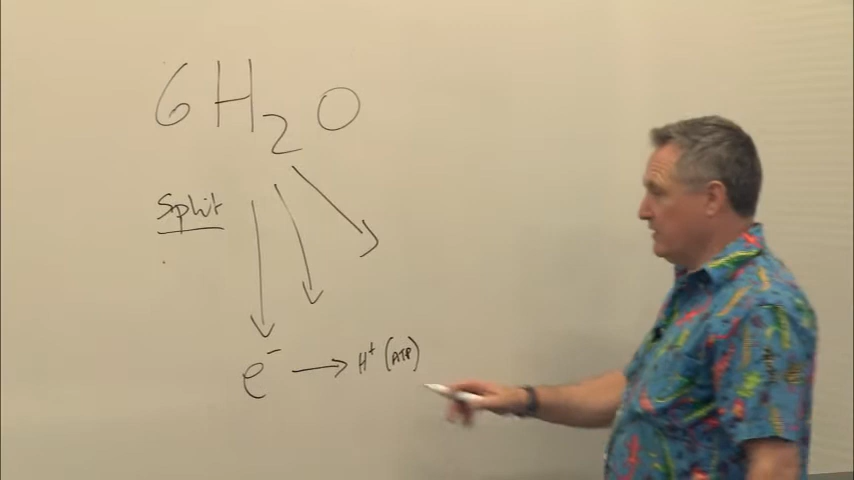 6H₂O
Split
e⁻ → H⁺ (ATP)